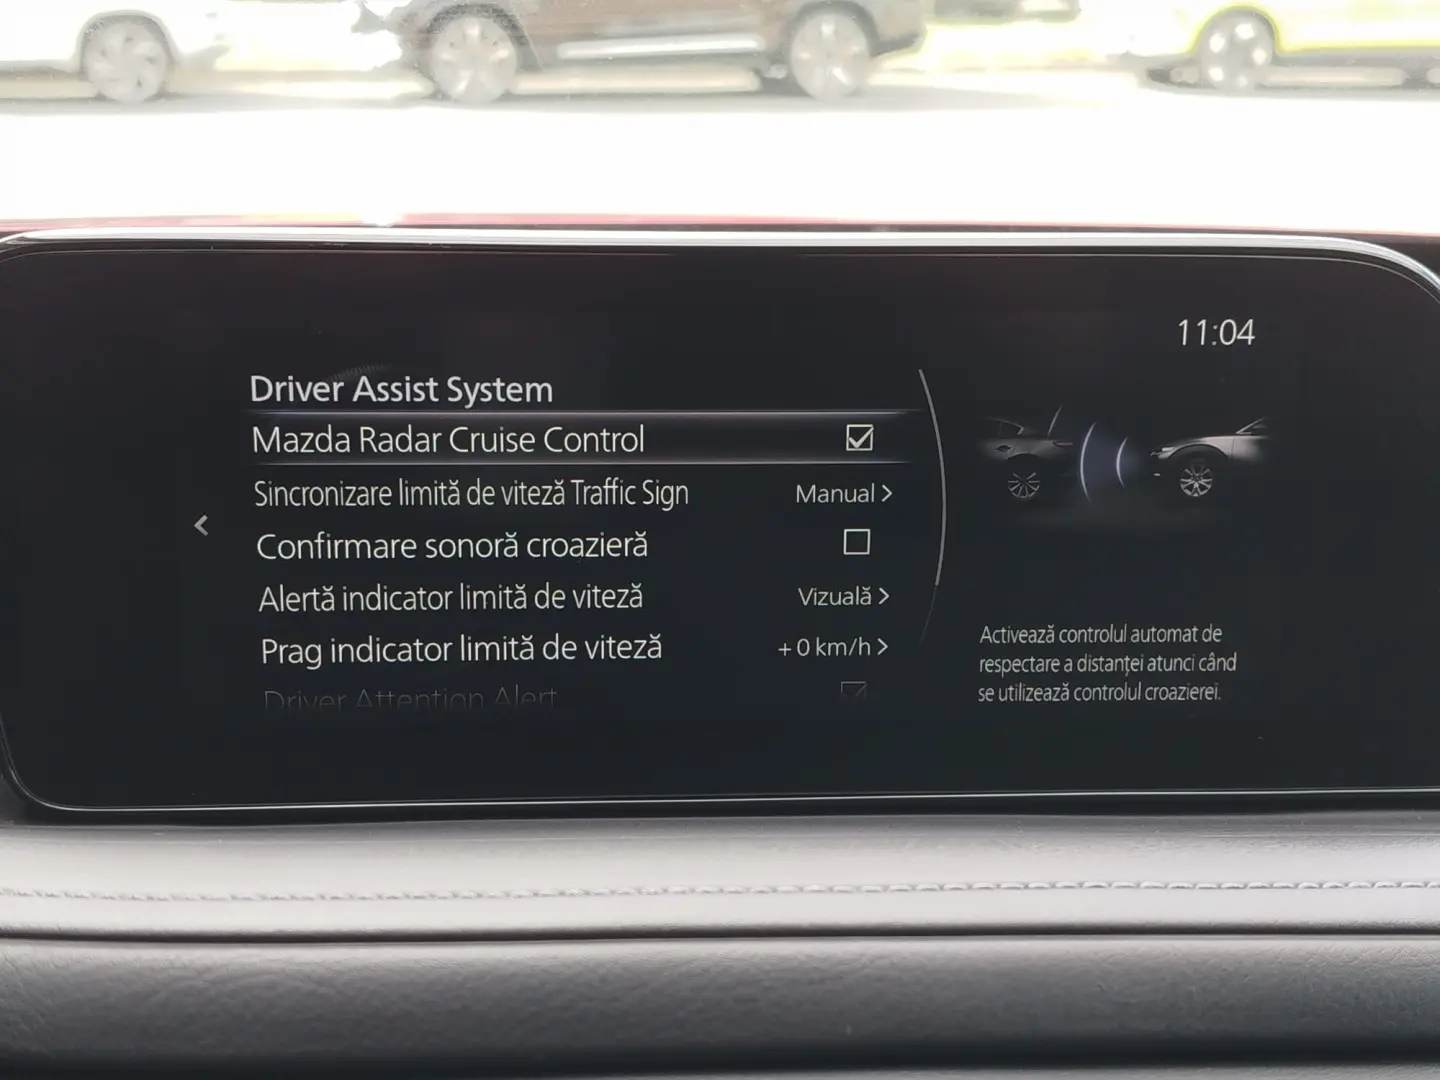 11:04
Driver Assist System
Mazda Radar Cruise Control
Sincronizare limită de viteză Traffic Sign Manual >
Confirmare sonoră croazieră
Alertă indicator limită de viteză Vizuală >
Prag indicator limită de viteză +0 km/h >
Driver Attention Alert
Activează controlul automat de
respectare a distanței atunci când
se utilizează controlul croazierei.